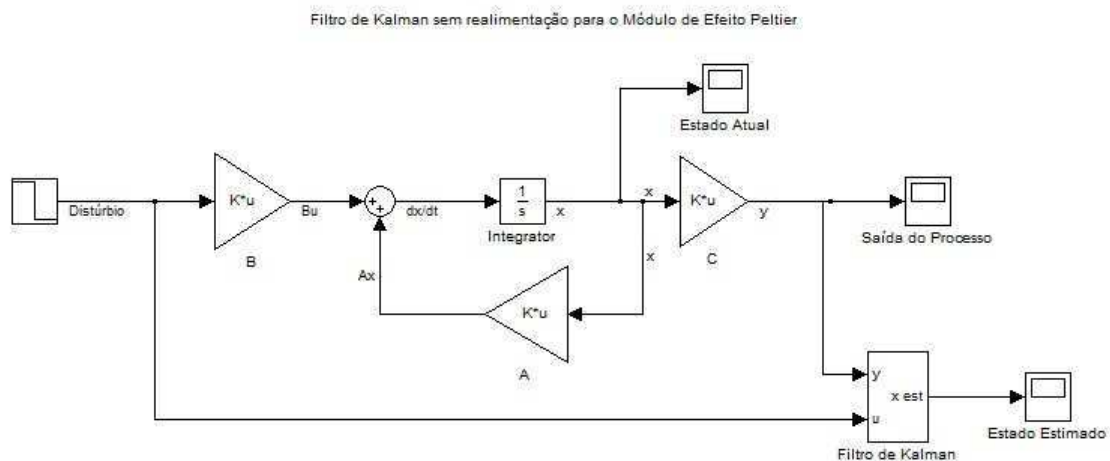 Filtro de Kalman sem realimentação para o Módulo de Efeito Peltier
Estado Atual
Distúrbio
K*u
B
Bu
+
+
dx/dt
1
s
Integrator
x
x
x
K*u
C
y
Saída do Processo
Ax
K*u
A
y
u
x est
Filtro de Kalman
Estado Estimado